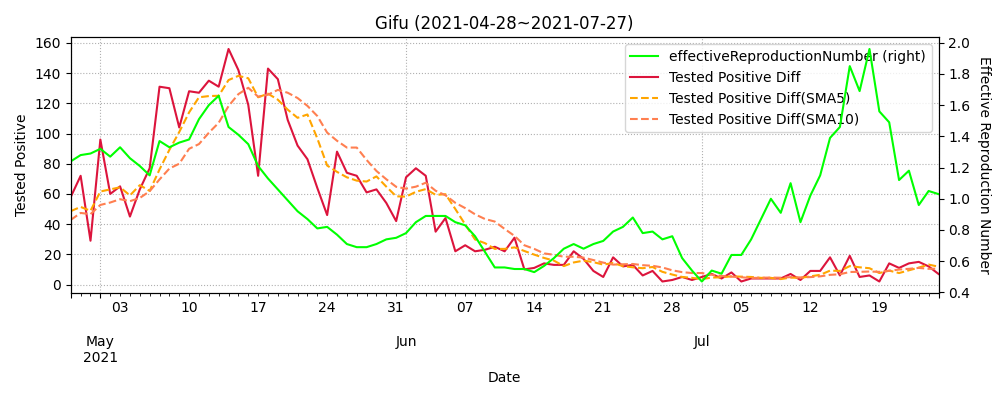 Gifu (2021-04-28~2021-07-27)
effectiveReproductionNumber (right)
Tested Positive Diff
Tested Positive Diff(SMA5)
Tested Positive Diff(SMA10)
Tested Positive
160
140
120
100
80
60
40
20
0
2.0
1.8
1.6
1.4
1.2
1.0
0.8
0.6
0.4
Effective Reproduction Number
03 10 17 24 31 07 14 21 28 05 12 19
May Jun Jul
2021
Date